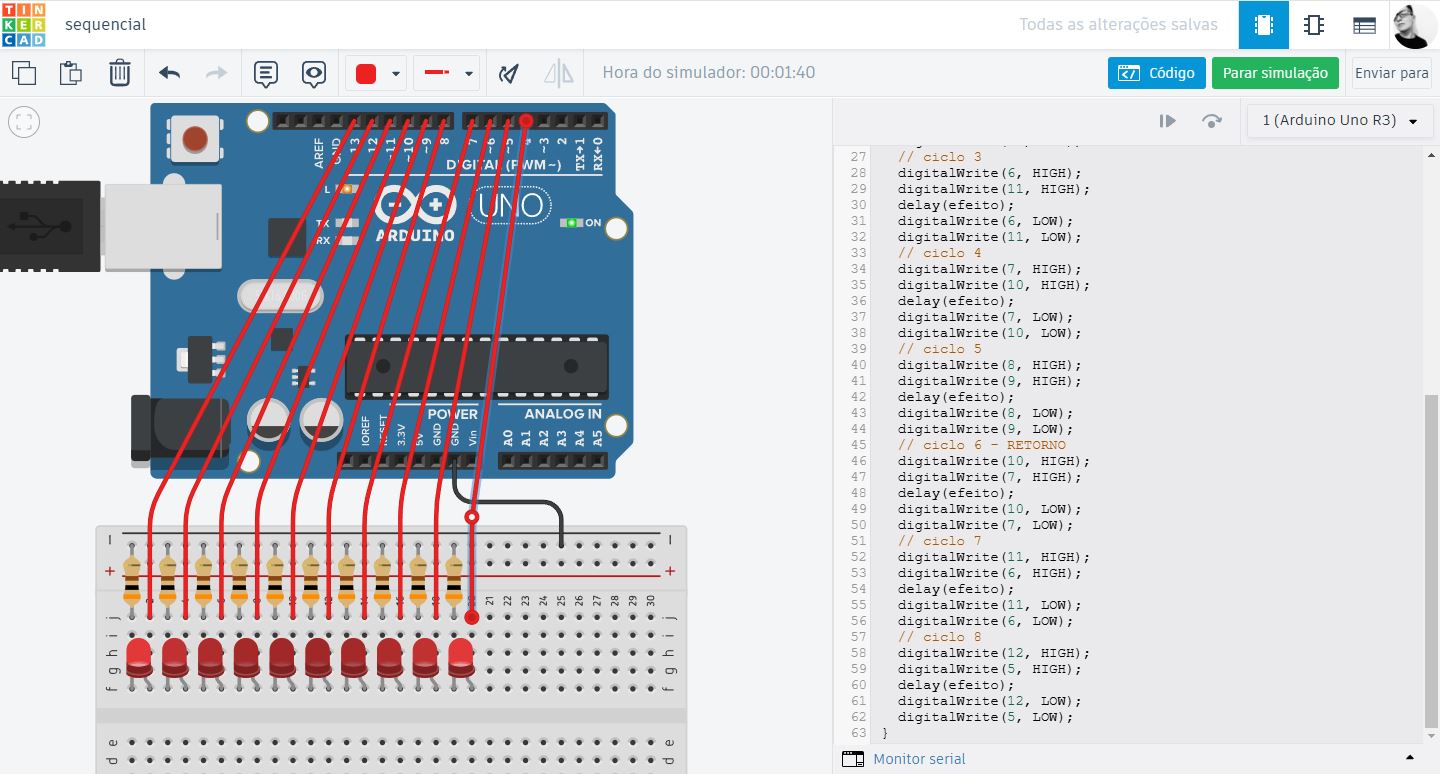 TIN
KER
CAD
sequencial
Todas as alterações salvas
Hora do simulador: 00:01:40
Código
Parar simulação
Enviar para
1 (Arduino Uno R3)
AREF
GND
13
12
~11
~10
~9
8
7
~6
~5
4
~3
2
TX→1
RX←0
DIGITAL (PWM~)
L
TX
RX
UNO
ARDUINO
ON
POWER
ANALOG IN
IOREF
RESET
3.3V
5V
GND
GND
Vin
A0
A1
A2
A3
A4
A5
21 22 23 24 25 26 27 28 29 30
j
i
h
g
f
e
d
j
i
h
g
f
e
d
27 // ciclo 3
28 digitalWrite(6, HIGH);
29 digitalWrite(11, HIGH);
30 delay(efeito);
31 digitalWrite(6, LOW);
32 digitalWrite(11, LOW);
33 // ciclo 4
34 digitalWrite(7, HIGH);
35 digitalWrite(10, HIGH);
36 delay(efeito);
37 digitalWrite(7, LOW);
38 digitalWrite(10, LOW);
39 // ciclo 5
40 digitalWrite(8, HIGH);
41 digitalWrite(9, HIGH);
42 delay(efeito);
43 digitalWrite(8, LOW);
44 digitalWrite(9, LOW);
45 // ciclo 6 - RETORNO
46 digitalWrite(10, HIGH);
47 digitalWrite(7, HIGH);
48 delay(efeito);
49 digitalWrite(10, LOW);
50 digitalWrite(7, LOW);
51 // ciclo 7
52 digitalWrite(11, HIGH);
53 digitalWrite(6, HIGH);
54 delay(efeito);
55 digitalWrite(11, LOW);
56 digitalWrite(6, LOW);
57 // ciclo 8
58 digitalWrite(12, HIGH);
59 digitalWrite(5, HIGH);
60 delay(efeito);
61 digitalWrite(12, LOW);
62 digitalWrite(5, LOW);
63 }
Monitor serial